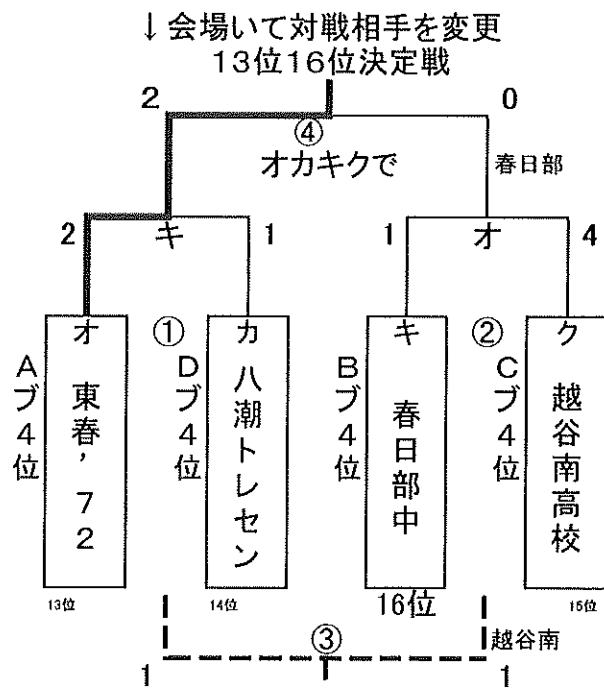 ↓会場いて対戦相手を変更
13位16位決定戦
2
0
④
オカキクで
春日部
2
キ
1
1
オ
4
オ
①
カ
キ
②
ク
Aブ4位
東春’72
Dブ4位
八潮トレセン
Bブ4位
春日部中
Cブ4位
越谷南高校
13位
14位
16位
15位
③
越谷南
1
1